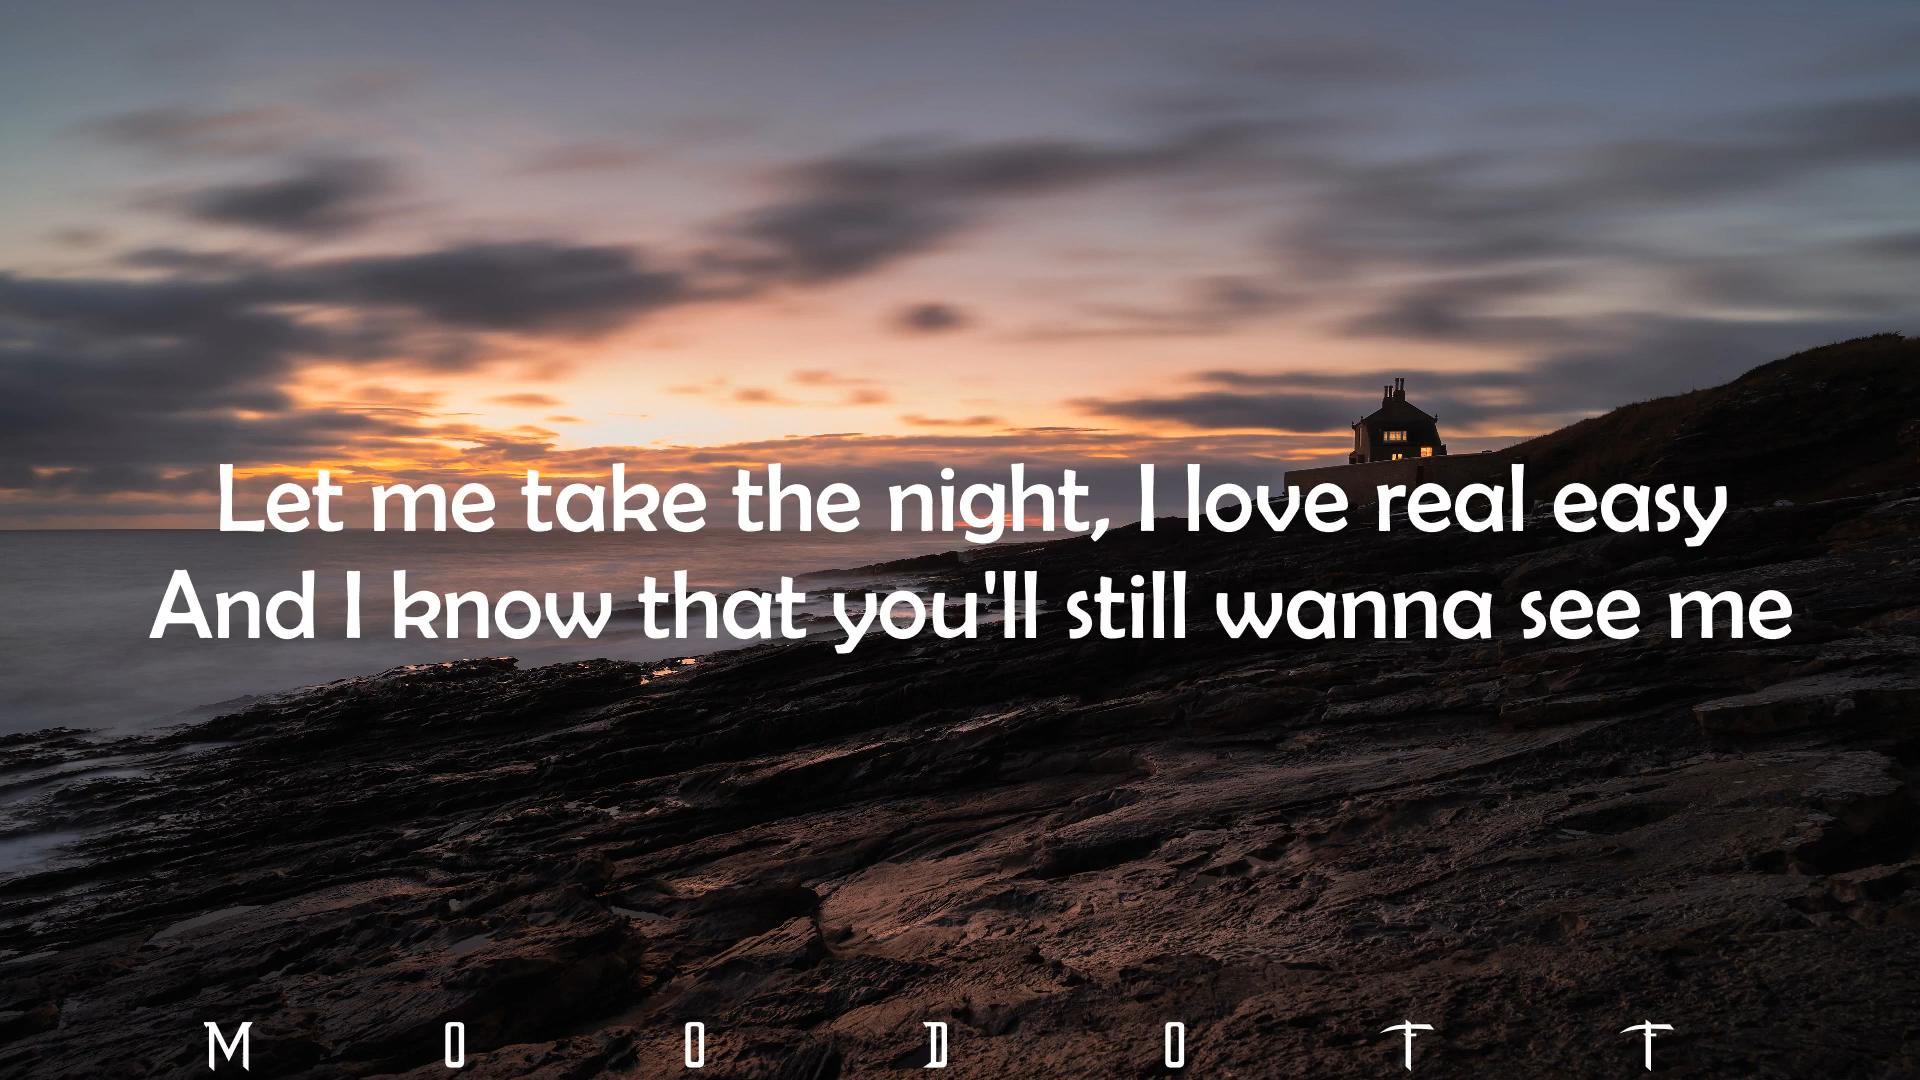 Let me take the night, I love real easy
And I know that you'll still wanna see me
MOODOTT